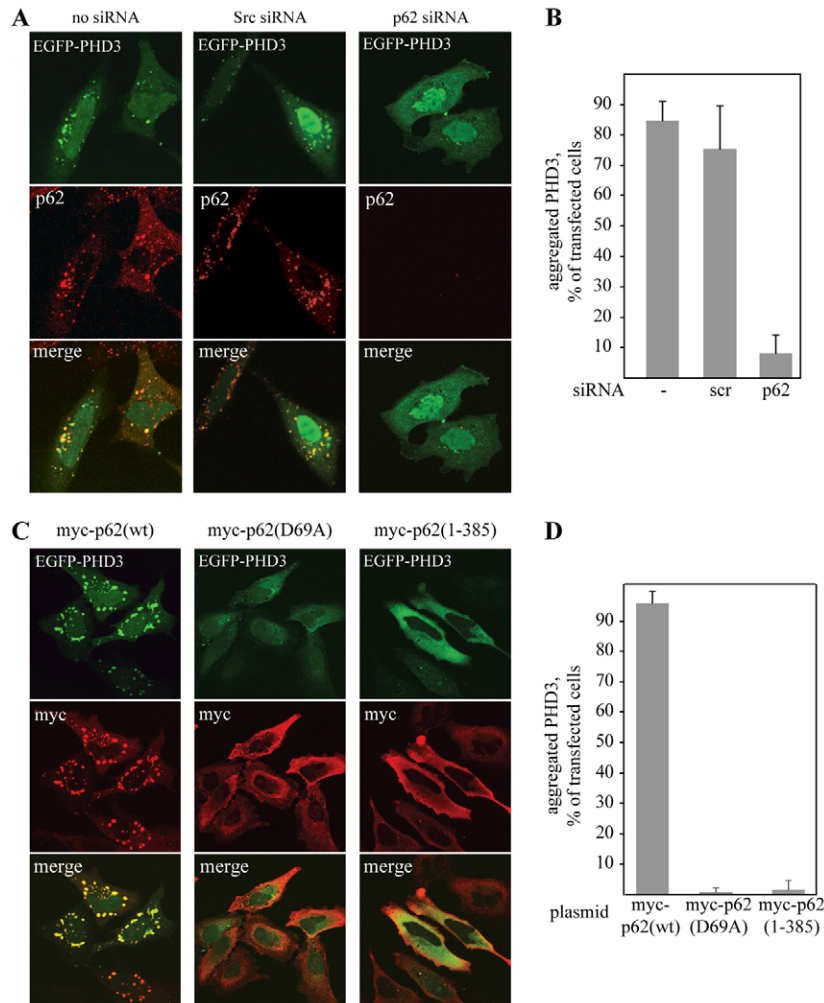 A
no siRNA
Src siRNA
p62 siRNA
EGFP-PHD3
EGFP-PHD3
EGFP-PHD3
p62
p62
p62
merge
merge
merge
B
aggregated PHD3,
% of transfected cells
90
80
70
60
50
40
30
20
10
siRNA
-
scr
p62
C
myc-p62(wt)
myc-p62(D69A)
myc-p62(1-385)
EGFP-PHD3
EGFP-PHD3
EGFP-PHD3
myc
myc
myc
merge
merge
merge
D
aggregated PHD3,
% of transfected cells
90
80
70
60
50
40
30
20
10
plasmid
myc-
p62(wt)
myc-p62
(D69A)
myc-p62
(1-385)